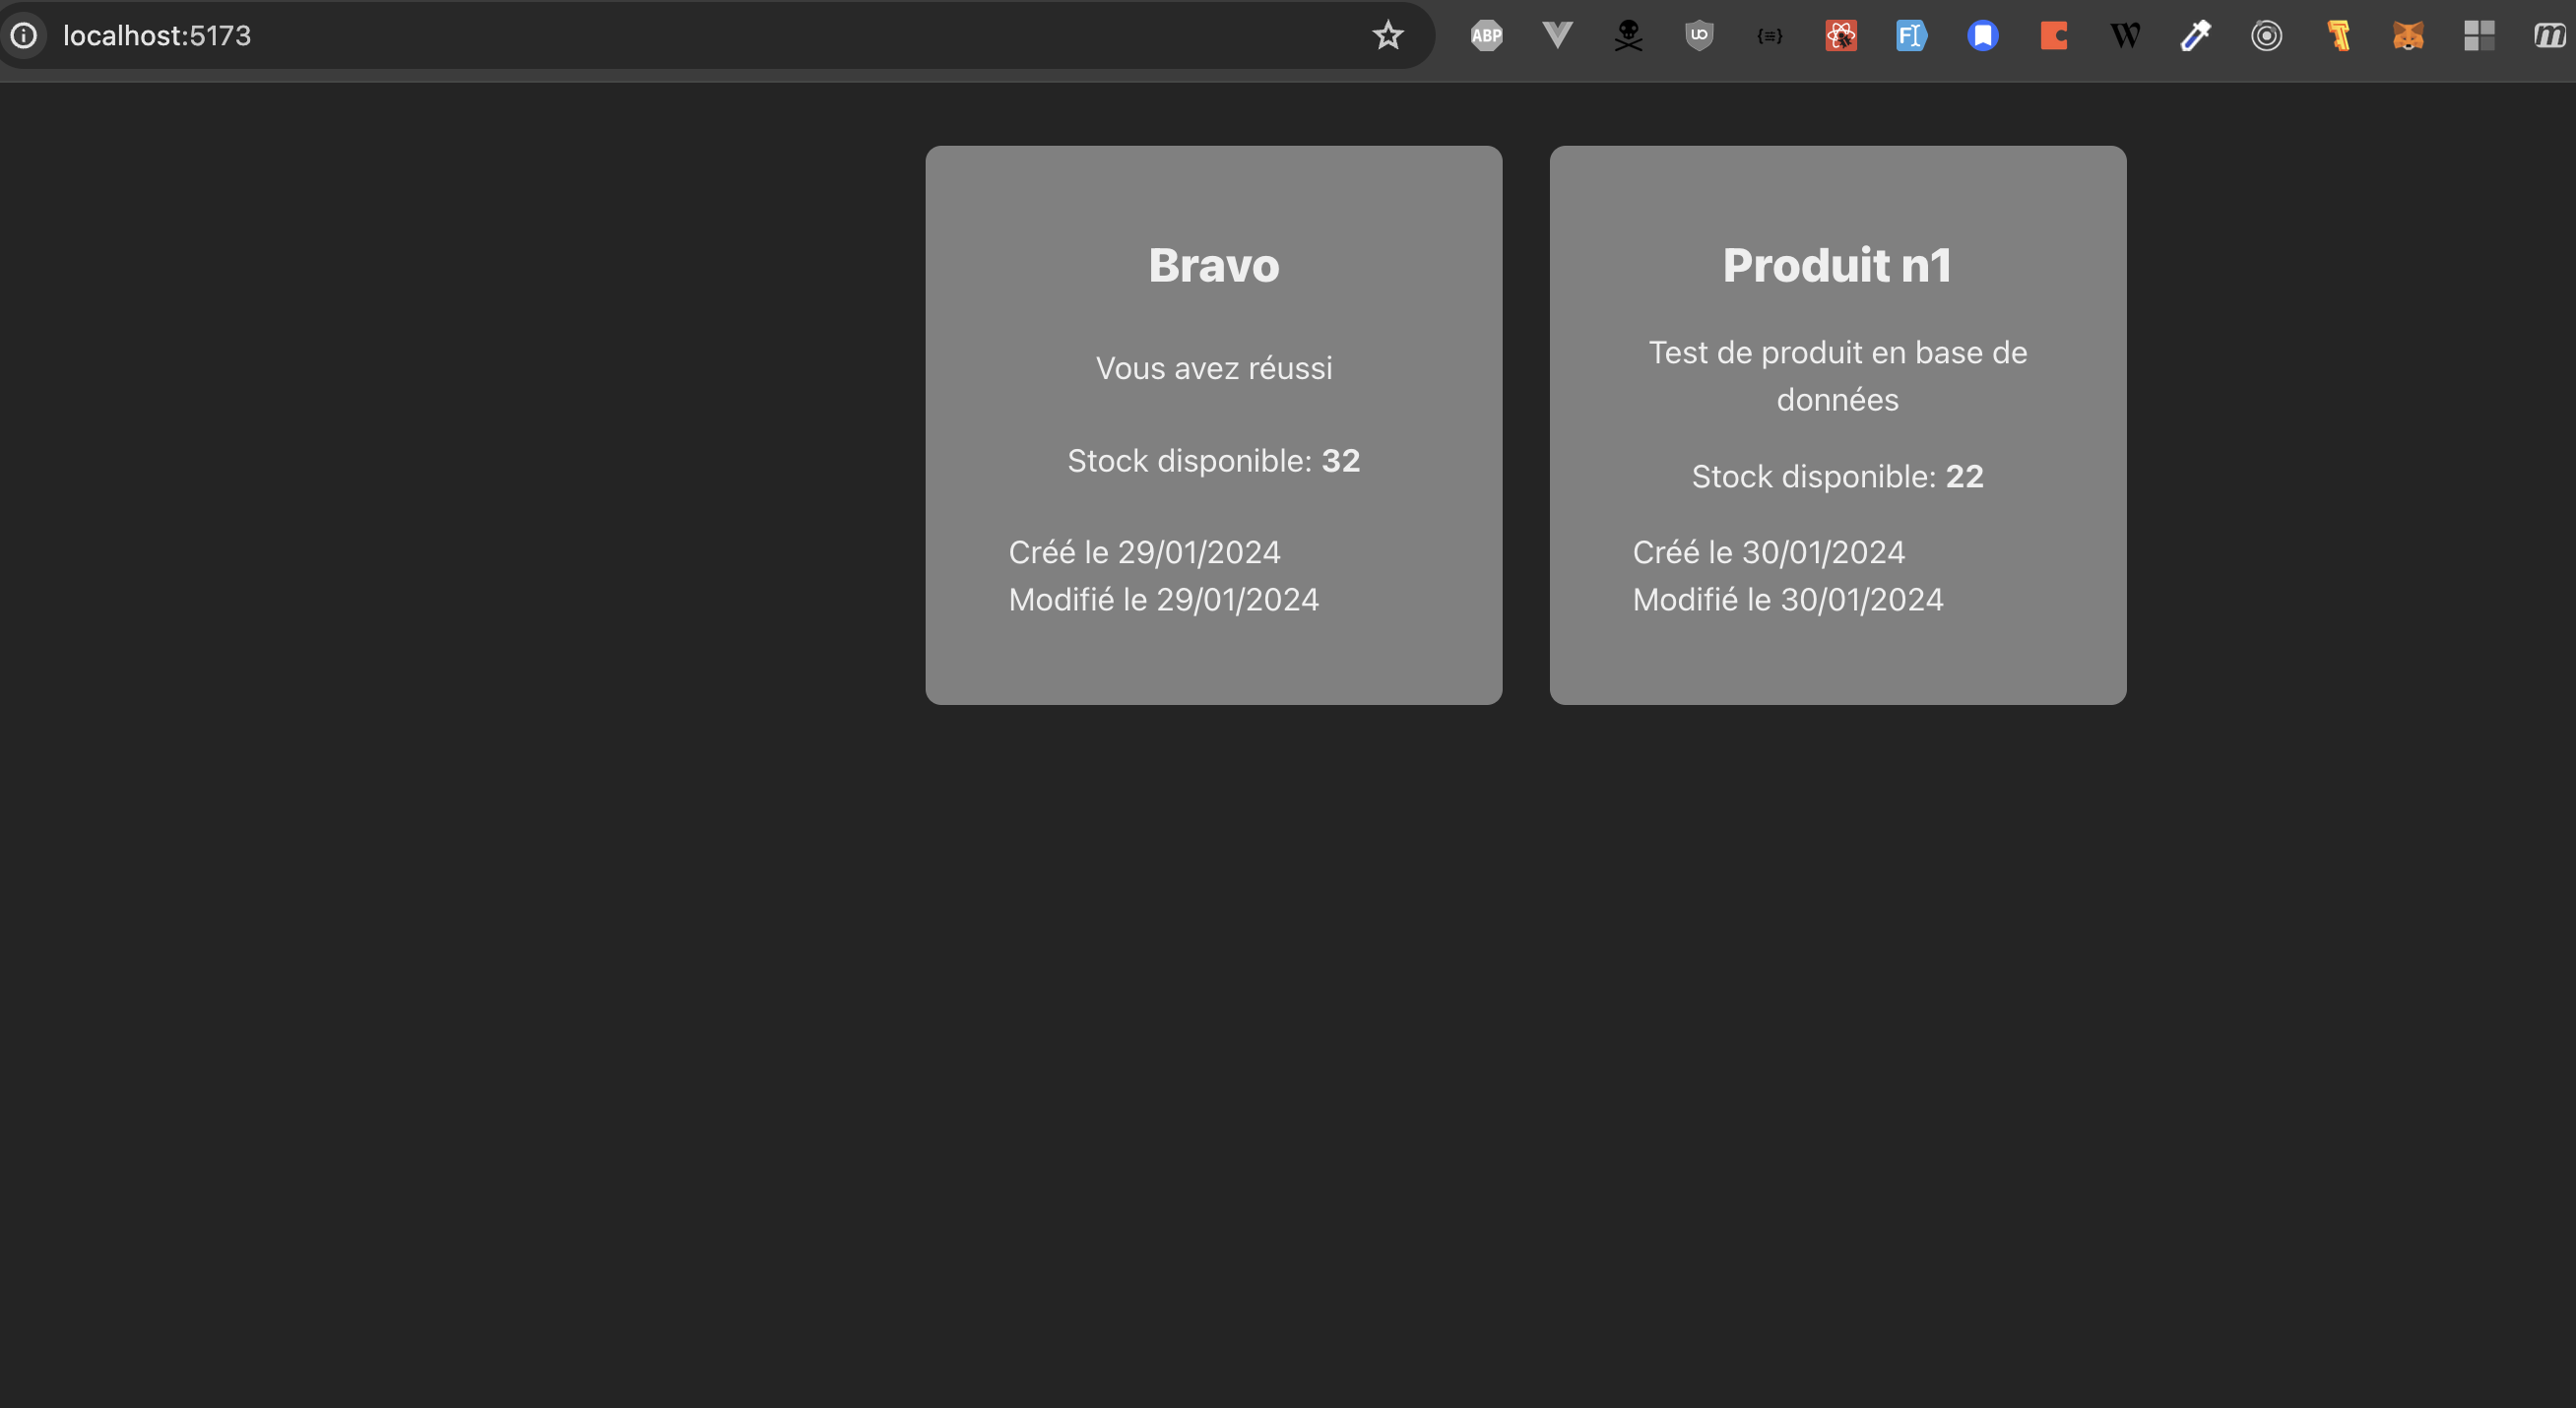 localhost:5173
ABP
UO
{≡}
F
W
m
Bravo
Vous avez réussi
Stock disponible: 32
Créé le 29/01/2024
Modifié le 29/01/2024
Produit n1
Test de produit en base de
données
Stock disponible: 22
Créé le 30/01/2024
Modifié le 30/01/2024